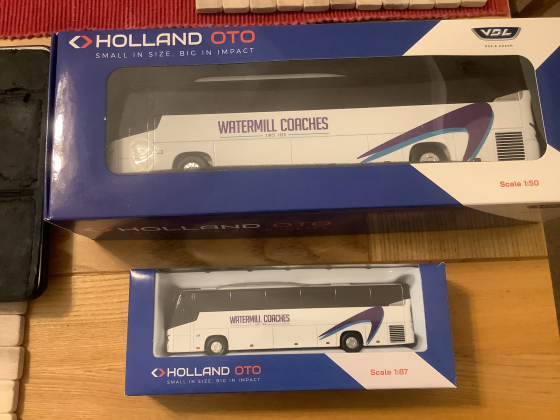 HOLLAND OTO
SMALL IN SIZE, BIG IN IMPACT
VDL
WATERMILL COACHES
Scale 1:50
HOLLAND OTO
WATERMILL COACHES
HOLLAND OTO
SMALL IN SIZE, BIG IN IMPACT
Scale 1:87